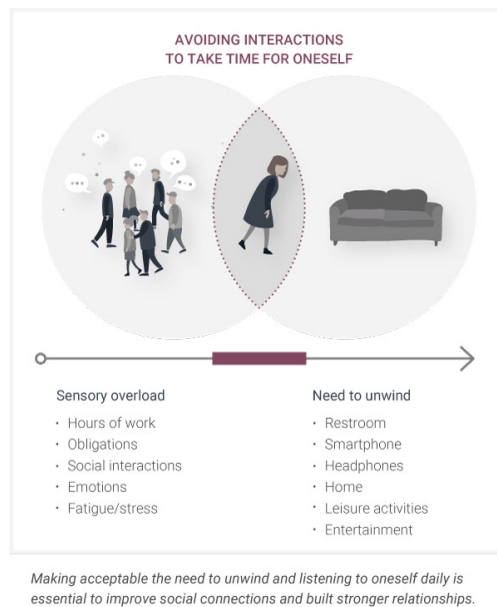 AVOIDING INTERACTIONS
TO TAKE TIME FOR ONESELF
Sensory overload
· Hours of work
· Obligations
· Social interactions
· Emotions
· Fatigue/stress
Need to unwind
· Restroom
· Smartphone
· Headphones
· Home
· Leisure activities
· Entertainment
Making acceptable the need to unwind and listening to oneself daily is
essential to improve social connections and built stronger relationships.